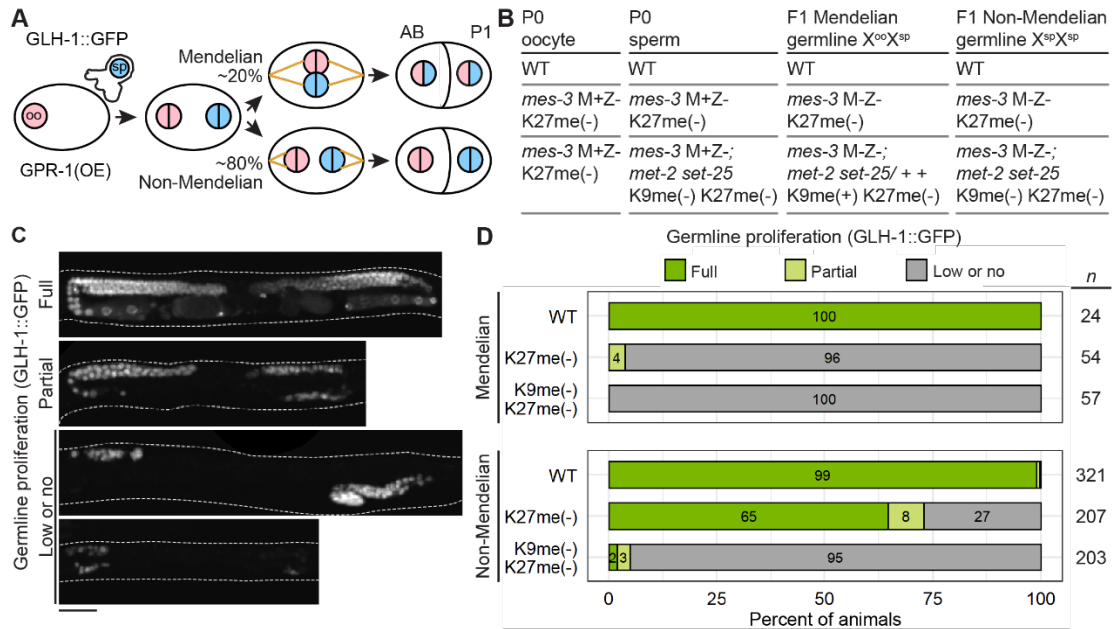 A
GLH-1::GFP
sp
oo
GPR-1(OE)
Mendelian
~20%
~80%
Non-Mendelian
AB
P1
B
P0 oocyte
P0 sperm
F1 Mendelian germline XᵒᵒXˢᵖ
F1 Non-Mendelian germline XˢᵖXˢᵖ
WT
WT
WT
WT
mes-3 M+Z-
K27me(-)
mes-3 M+Z-
K27me(-)
mes-3 M-Z-
K27me(-)
mes-3 M-Z-
K27me(-)
mes-3 M+Z-
K27me(-)
mes-3 M+Z-;
met-2 set-25
K9me(-) K27me(-)
mes-3 M-Z-;
met-2 set-25/ + +
K9me(+) K27me(-)
mes-3 M-Z-;
met-2 set-25
K9me(-) K27me(-)
C
Germline proliferation (GLH-1::GFP)
Full
Partial
Low or no
D
Germline proliferation (GLH-1::GFP)
Full
Partial
Low or no
n
Mendelian
WT
100
24
K27me(-)
4
96
54
K9me(-)
K27me(-)
100
57
Non-Mendelian
WT
99
321
K27me(-)
65
8
27
207
K9me(-)
K27me(-)
2
3
95
203
0
25
50
75
100
Percent of animals